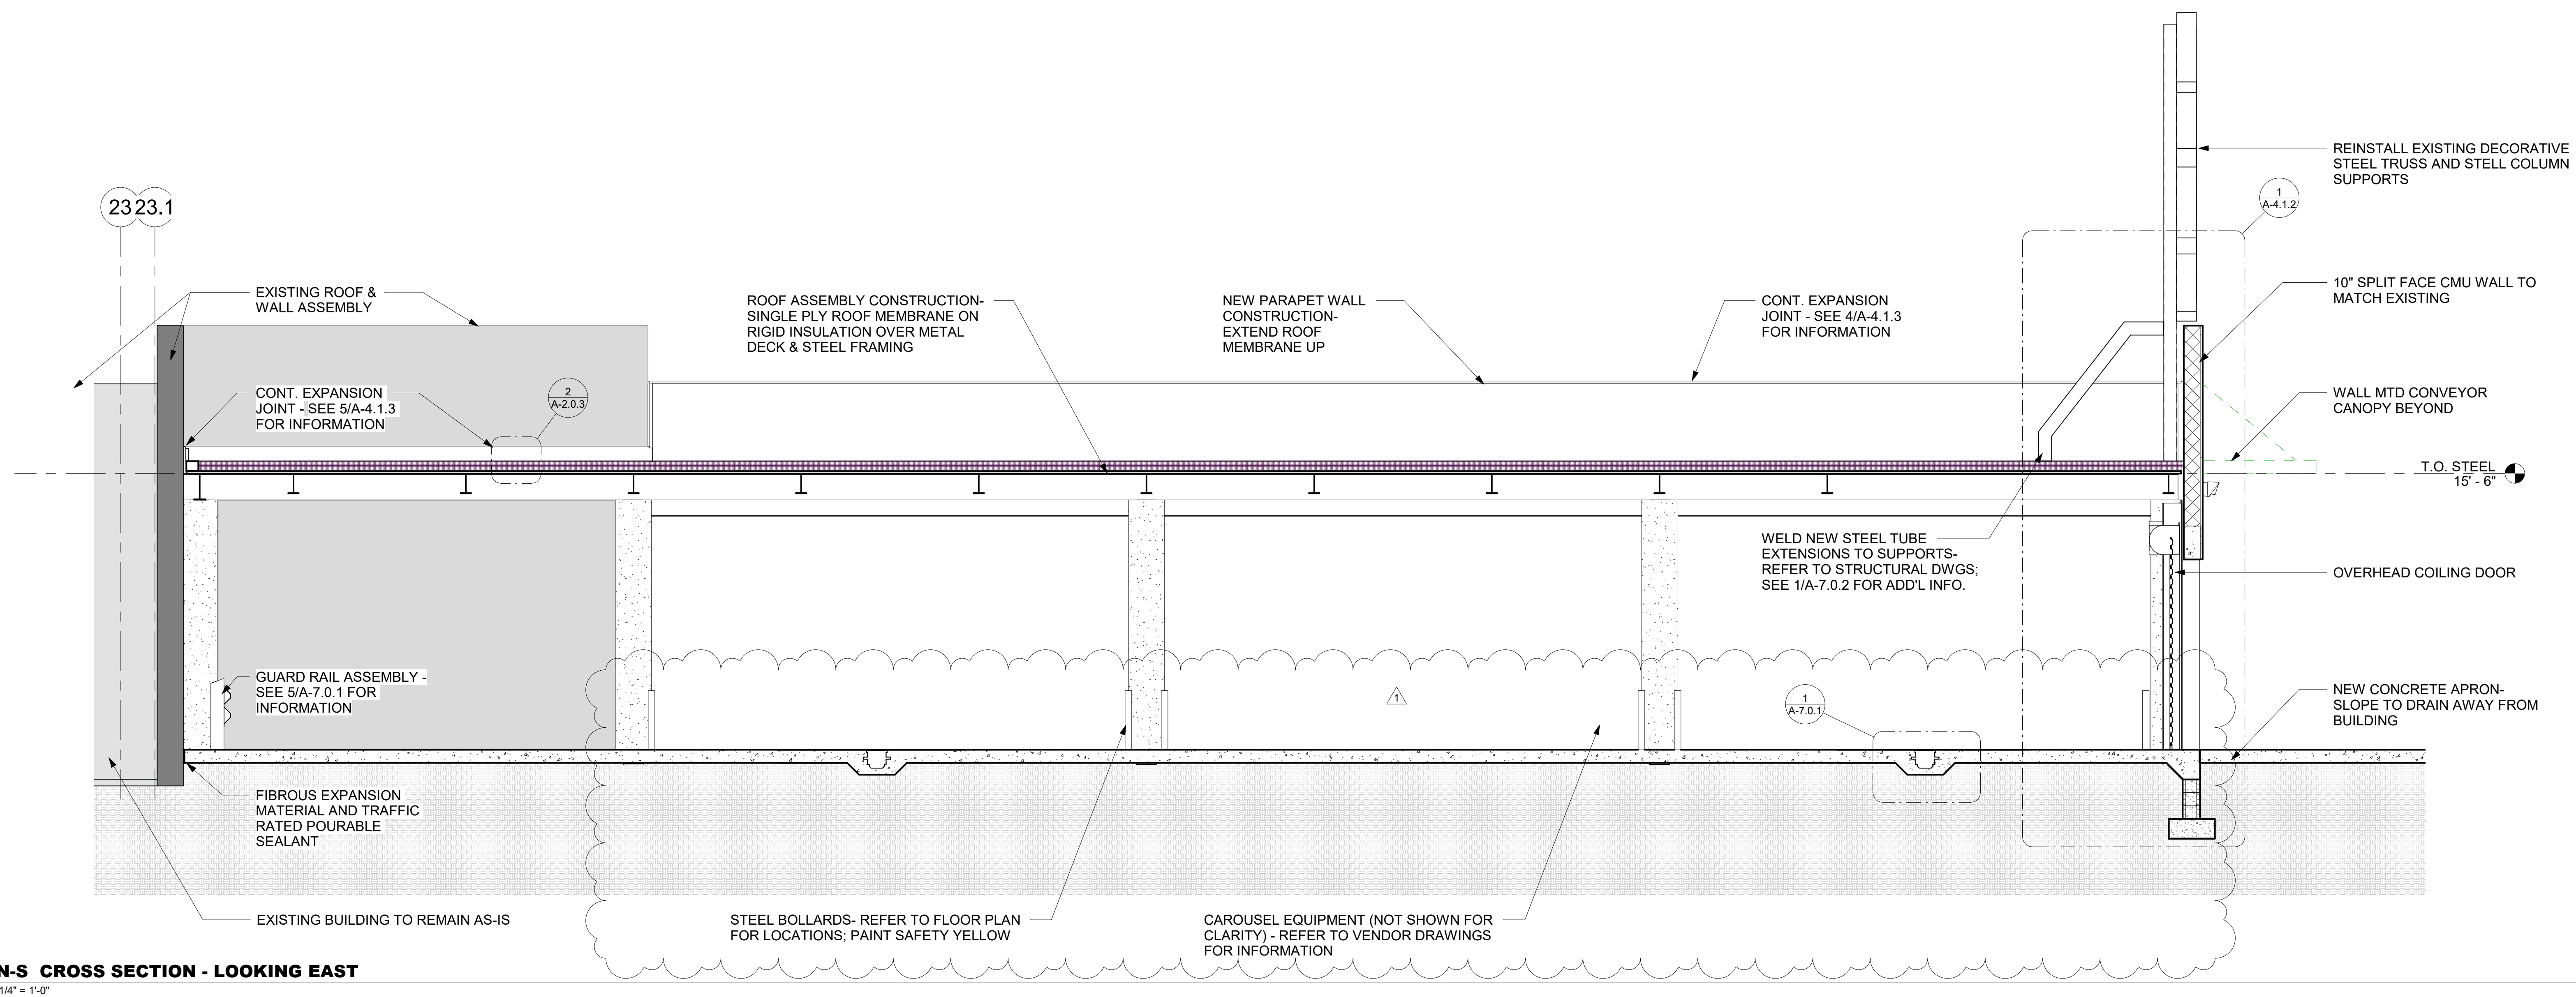 REINSTALL EXISTING DECORATIVE
STEEL TRUSS AND STELL COLUMN
SUPPORTS
1
A-4.1.2
23
23.1
EXISTING ROOF &
WALL ASSEMBLY
ROOF ASSEMBLY CONSTRUCTION-
SINGLE PLY ROOF MEMBRANE ON
RIGID INSULATION OVER METAL
DECK & STEEL FRAMING
NEW PARAPET WALL
CONSTRUCTION-
EXTEND ROOF
MEMBRANE UP
CONT. EXPANSION
JOINT - SEE 4/A-4.1.3
FOR INFORMATION
10" SPLIT FACE CMU WALL TO
MATCH EXISTING
CONT. EXPANSION
JOINT - SEE 5/A-4.1.3
FOR INFORMATION
2
A-2.0.3
WALL MTD CONVEYOR
CANOPY BEYOND
T.O. STEEL
15' - 6"
WELD NEW STEEL TUBE
EXTENSIONS TO SUPPORTS-
REFER TO STRUCTURAL DWGS;
SEE 1/A-7.0.2 FOR ADD'L INFO.
OVERHEAD COILING DOOR
GUARD RAIL ASSEMBLY -
SEE 5/A-7.0.1 FOR
INFORMATION
1
1
A-7.0.1
NEW CONCRETE APRON-
SLOPE TO DRAIN AWAY FROM
BUILDING
FIBROUS EXPANSION
MATERIAL AND TRAFFIC
RATED POURABLE
SEALANT
EXISTING BUILDING TO REMAIN AS-IS
STEEL BOLLARDS- REFER TO FLOOR PLAN
FOR LOCATIONS; PAINT SAFETY YELLOW
CAROUSEL EQUIPMENT (NOT SHOWN FOR
CLARITY) - REFER TO VENDOR DRAWINGS
FOR INFORMATION
N-S CROSS SECTION - LOOKING EAST
1/4" = 1'-0"